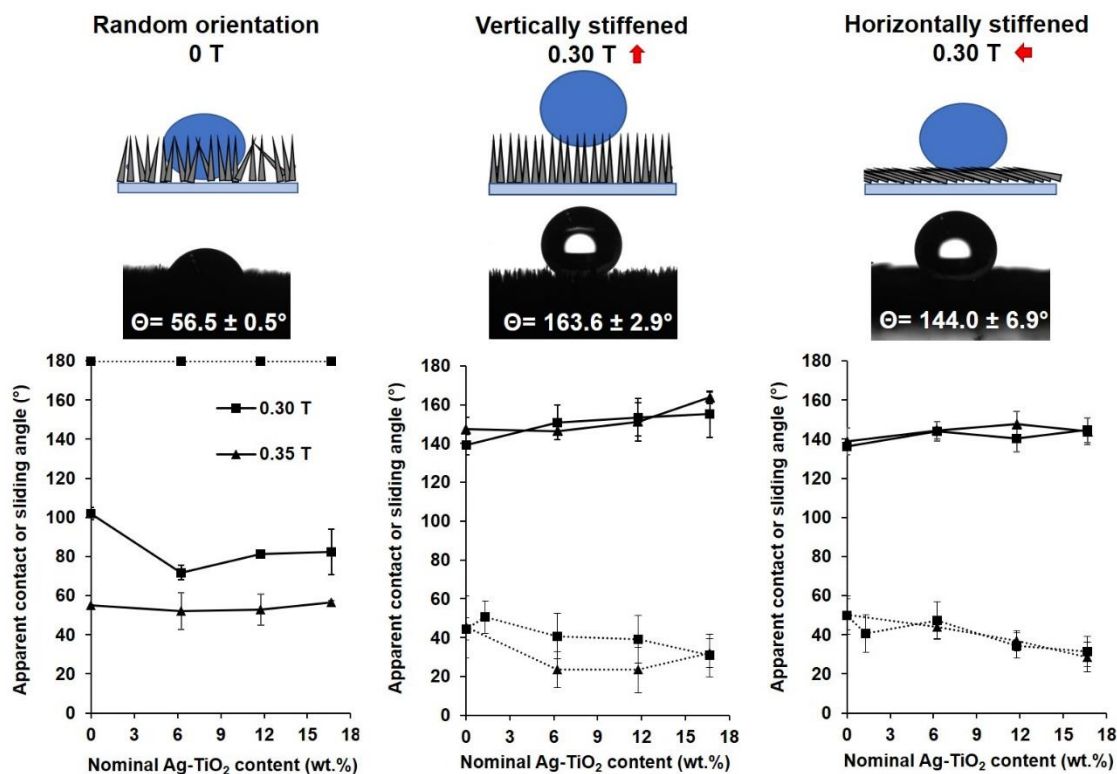 Random orientation
0 T
Vertically stiffened
0.30 T
Horizontally stiffened
0.30 T
Θ= 56.5 ± 0.5°
Θ= 163.6 ± 2.9°
Θ= 144.0 ± 6.9°
Apparent contact or sliding angle (°)
180
160
140
120
100
80
60
40
20
0
0.30 T
0.35 T
0 3 6 9 12 15 18
Nominal Ag-TiO₂ content (wt.%)
Apparent contact or sliding angle (°)
180
160
140
120
100
80
60
40
20
0
0 3 6 9 12 15 18
Nominal Ag-TiO₂ content (wt.%)
Apparent contact or sliding angle (°)
180
160
140
120
100
80
60
40
20
0
0 3 6 9 12 15 18
Nominal Ag-TiO₂ content (wt.%)